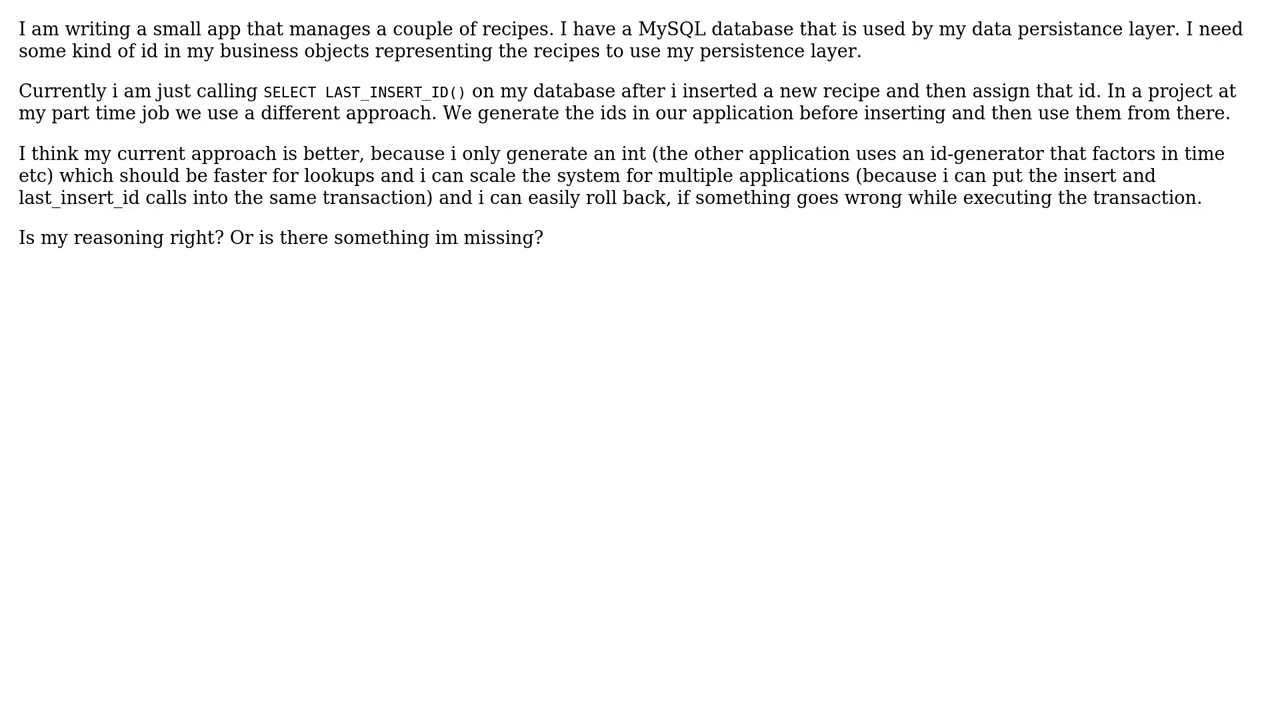 I am writing a small app that manages a couple of recipes. I have a MySQL database that is used by my data persistance layer. I need
some kind of id in my business objects representing the recipes to use my persistence layer.
Currently i am just calling SELECT LAST_INSERT_ID() on my database after i inserted a new recipe and then assign that id. In a project at
my part time job we use a different approach. We generate the ids in our application before inserting and then use them from there.
I think my current approach is better, because i only generate an int (the other application uses an id-generator that factors in time
etc) which should be faster for lookups and i can scale the system for multiple applications (because i can put the insert and
last_insert_id calls into the same transaction) and i can easily roll back, if something goes wrong while executing the transaction.
Is my reasoning right? Or is there something im missing?